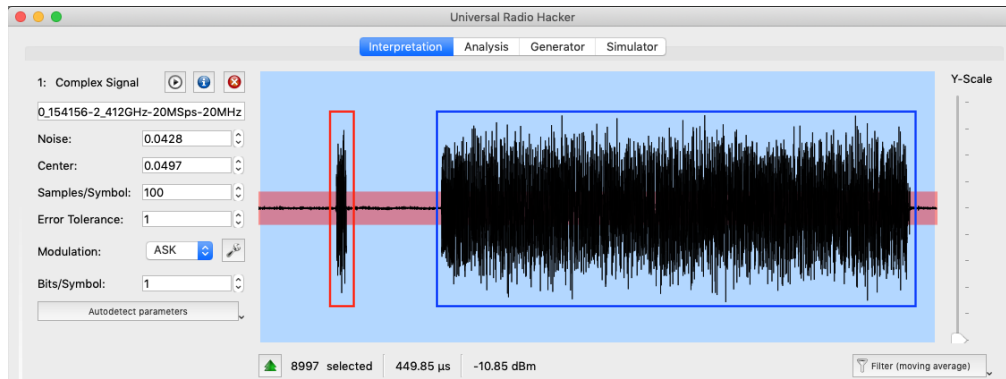 Universal Radio Hacker
Interpretation Analysis Generator Simulator
1: Complex Signal
0_154156-2_412GHz-20MSps-20MHz
Noise: 0.0428
Center: 0.0497
Samples/Symbol: 100
Error Tolerance: 1
Modulation: ASK
Bits/Symbol: 1
Autodetect parameters
Y-Scale
8997 selected 449.85 µs -10.85 dBm
Filter (moving average)